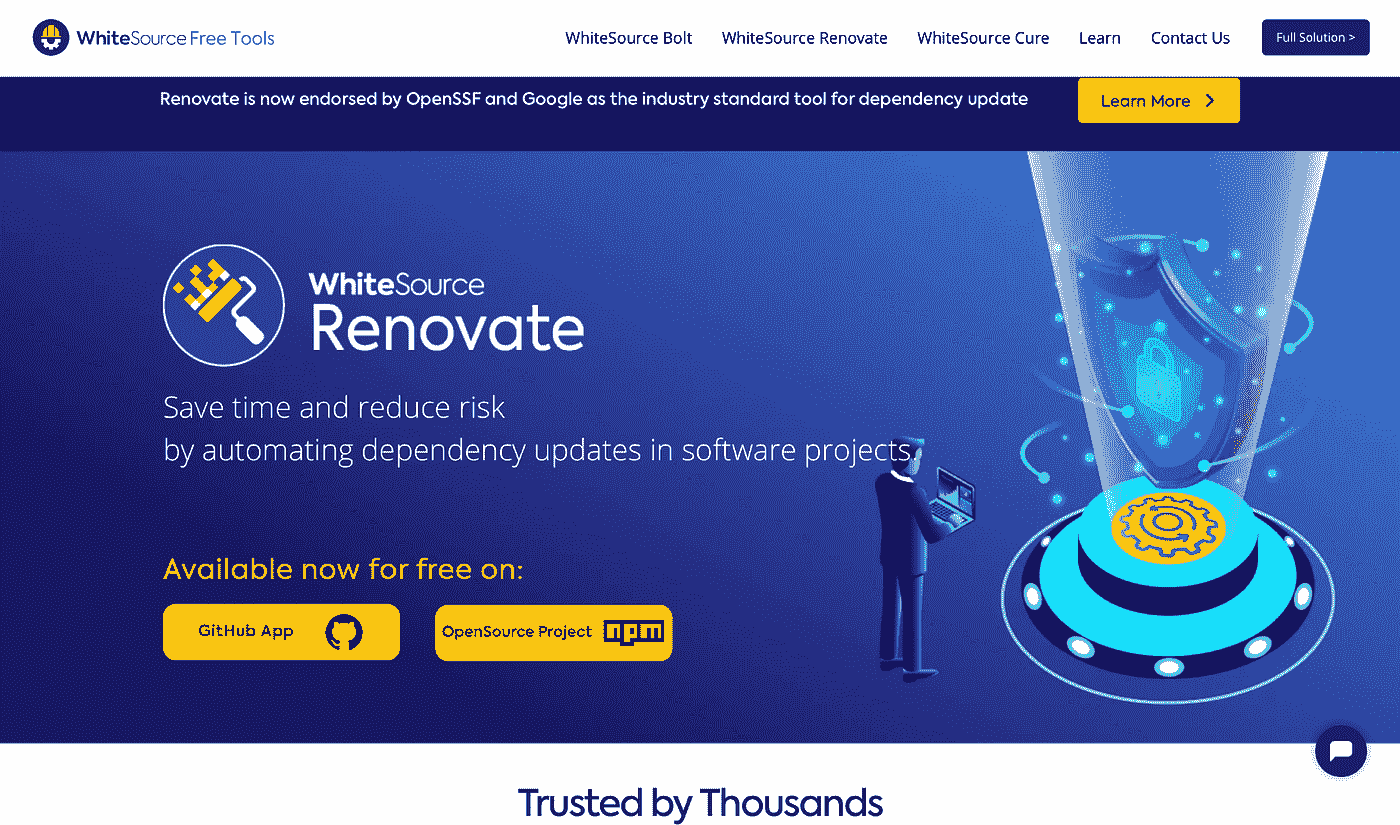 WhiteSource Free Tools
WhiteSource Bolt
WhiteSource Renovate
WhiteSource Cure
Learn
Contact Us
Full Solution >
Renovate is now endorsed by OpenSSF and Google as the industry standard tool for dependency update
Learn More
WhiteSource
Renovate
Save time and reduce risk
by automating dependency updates in software projects.
Available now for free on:
GitHub App
OpenSource Project npm
Trusted by Thousands